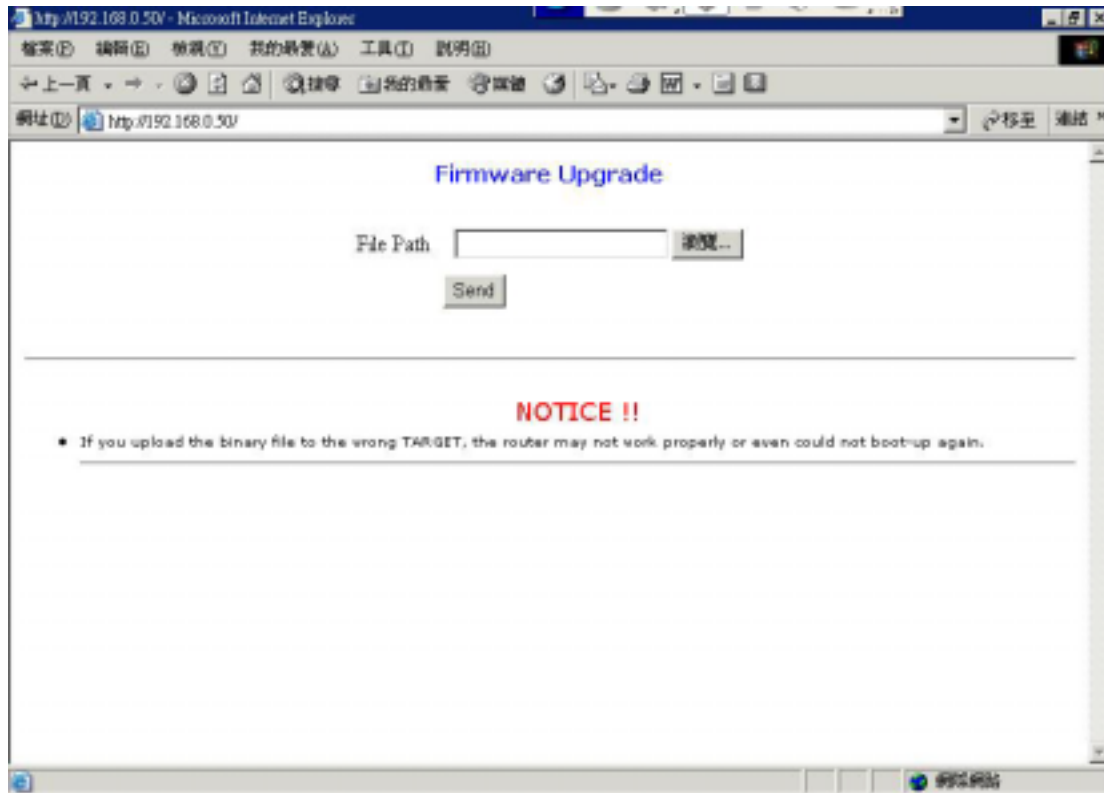 http://192.168.0.50/ - Microsoft Internet Explorer
檔案(F) 編輯(E) 檢視(V) 我的最愛(A) 工具(T) 說明(H)
上一頁 搜尋 我的最愛 媒體
網址(D) http://192.168.0.50/ 移至 連結 »
Firmware Upgrade
File Path 瀏覽...
Send
NOTICE !!
If you upload the binary file to the wrong TARGET, the router may not work properly or even could not boot-up again.
網際網路